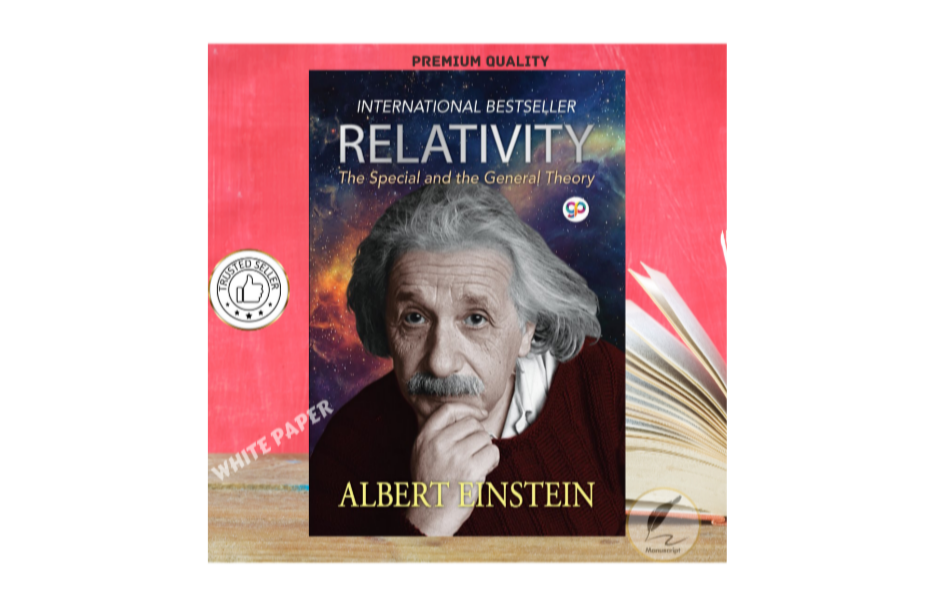 PREMIUM QUALITY
INTERNATIONAL BESTSELLER
RELATIVITY
The Special and the General Theory
gp
TRUSTED SELLER
WHITE PAPER
ALBERT EINSTEIN
Manuscript